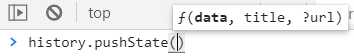 top
ƒ(data, title, ?url)
> history.pushState()